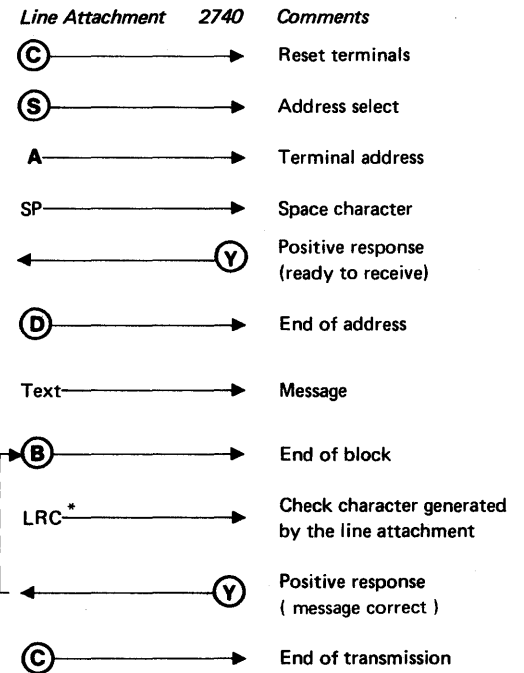 Line Attachment 2740 Comments
C Reset terminals
S Address select
A Terminal address
SP Space character
Y Positive response
(ready to receive)
D End of address
Text Message
B End of block
LRC* Check character generated
by the line attachment
Y Positive response
( message correct )
C End of transmission